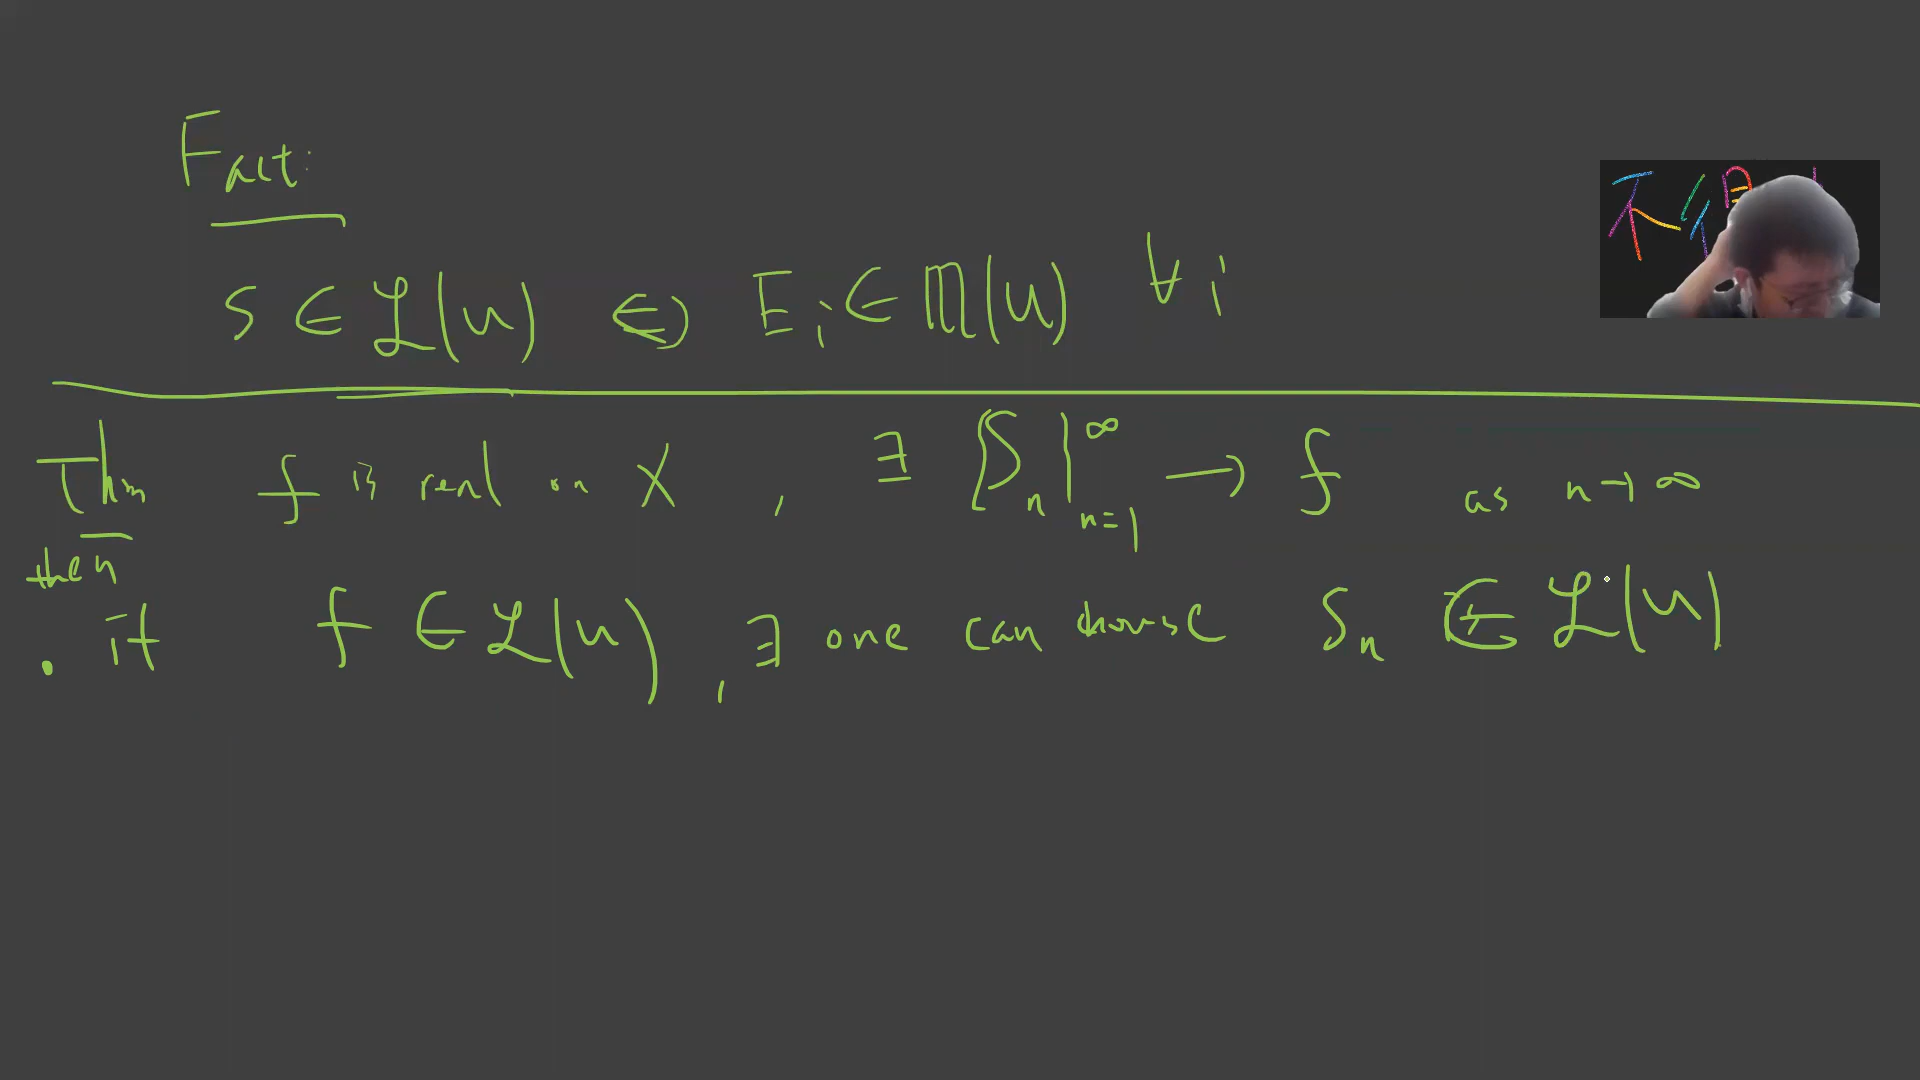 Fact:
s ∈ ℒ(u) ⇔ E_i ∈ 𝔐(u) ∀ i
Thm f is real on X , ∃ {S_n}_{n=1}^∞ → f as n → ∞
then
. if f ∈ ℒ(u) , ∃ one can choose S_n ∈ ℒ(u)